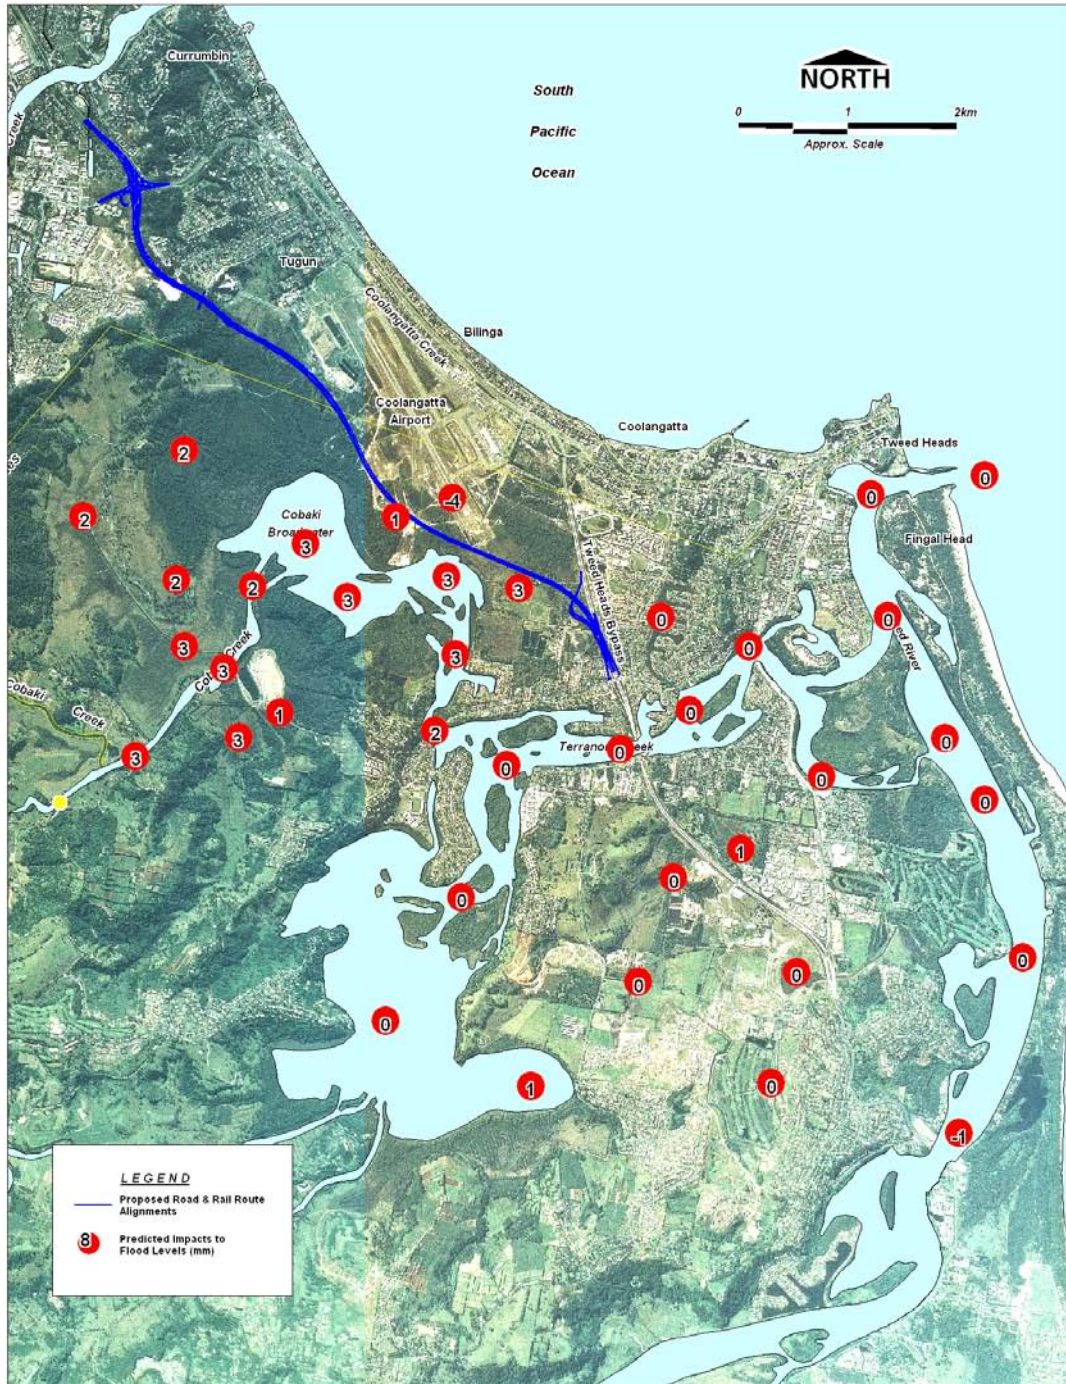 Currumbin
South
Pacific
Ocean
NORTH
0 1 2km
Approx. Scale
Creek
Tugun
Coolangatta Creek
Bilinga
Coolangatta
Airport
Coolangatta
Tweed Heads
0
0
2
-4
1
2
Cobaki
Broadwater
Fingal Head
3
Tweed Heads Bypass
2
2
3
3
3
0
0
3
0
3
3
Creek
Cobaki
Creek
1
0
3
2
0
Terranora Creek
0
3
0
0
0
1
0
0
0
0
0
0
1
0
-1
LEGEND
Proposed Road & Rail Route
Alignments
8
Predicted Impacts to
Flood Levels (mm)